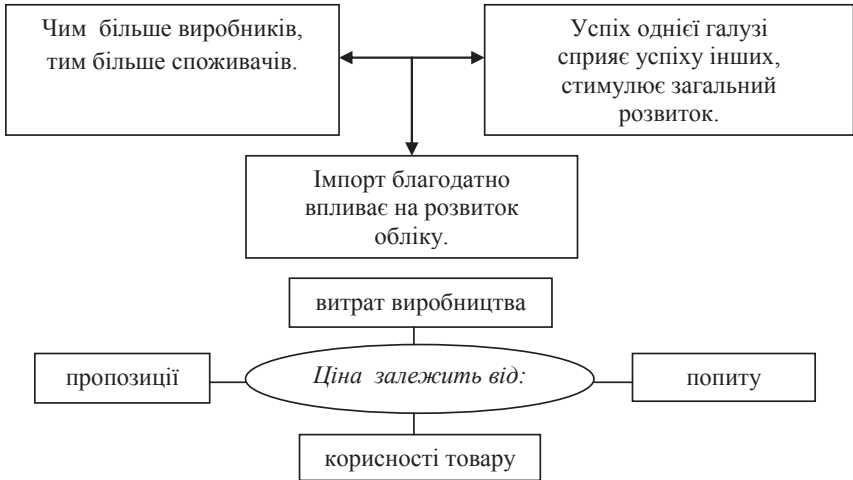 Чим більше виробників,
тим більше споживачів.
Успіх однієї галузі
сприяє успіху інших,
стимулює загальний
розвиток.
Імпорт благодатно
впливає на розвиток
обліку.
витрат виробництва
пропозиції
Ціна залежить від:
попиту
корисності товару